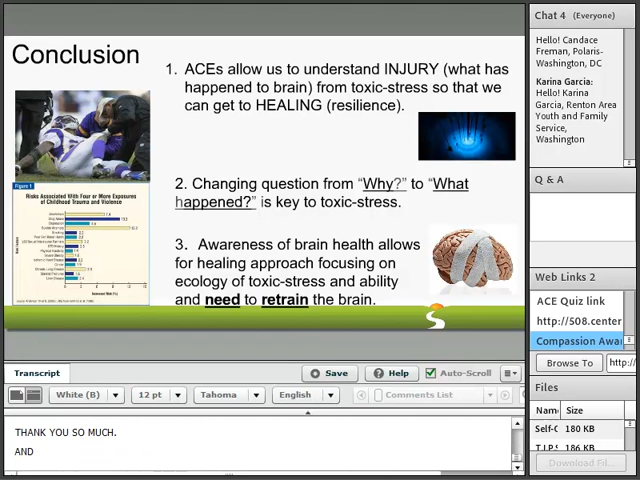 Conclusion
1. ACEs allow us to understand INJURY (what has
happened to brain) from toxic-stress so that we
can get to HEALING (resilience).
Figure 1
Risks Associated With Four or More Exposures
of Childhood Trauma and Violence
2. Changing question from “Why?” to “What
happened?” is key to toxic-stress.
3. Awareness of brain health allows
for healing approach focusing on
ecology of toxic-stress and ability
and need to retrain the brain.
Chat 4 (Everyone)
Hello! Candace
Freman, Polaris-
Washington, DC
Karina Garcia:
Hello! Karina
Garcia, Renton Area
Youth and Family
Service,
Washington
Q & A
Web Links 2
ACE Quiz link
http://508.center
Compassion Awa
Browse To
http:/
Files
Name
Size
Self-C
180 KB
T.I.P.S
186 KB
Download Fil...
Transcript
Save
Help
Auto-Scroll
White (B)
12 pt
Tahoma
English
Comments List
THANK YOU SO MUCH.
AND